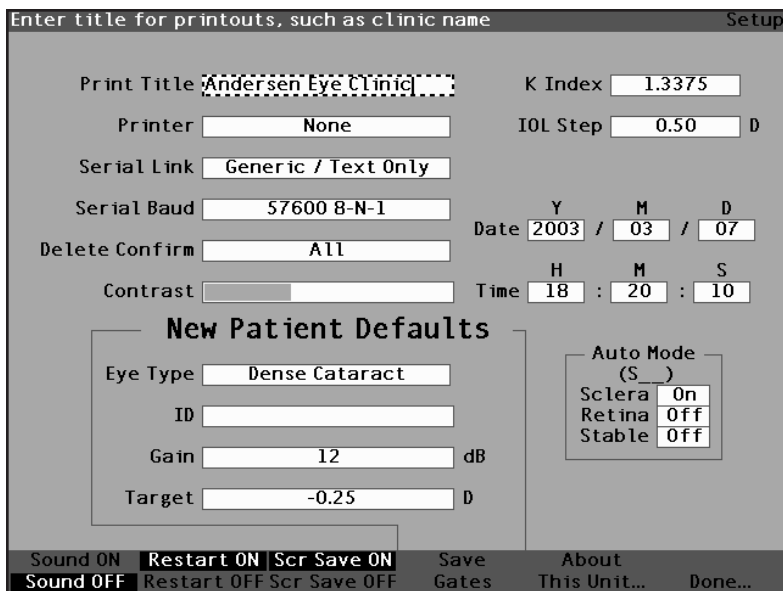 Enter title for printouts, such as clinic name Setup
Print Title Andersen Eye Clinic K Index 1.3375
Printer None IOL Step 0.50 D
Serial Link Generic / Text Only
Serial Baud 57600 8-N-1
Y M D
Date 2003 / 03 / 07
Delete Confirm All
H M S
Contrast Time 18 : 20 : 10
New Patient Defaults
Auto Mode
(S__)
Eye Type Dense Cataract
Sclera On
ID Retina Off
Stable Off
Gain 12 dB
Target -0.25 D
Sound ON Restart ON Scr Save ON Save About
Sound OFF Restart OFF Scr Save OFF Gates This Unit... Done...